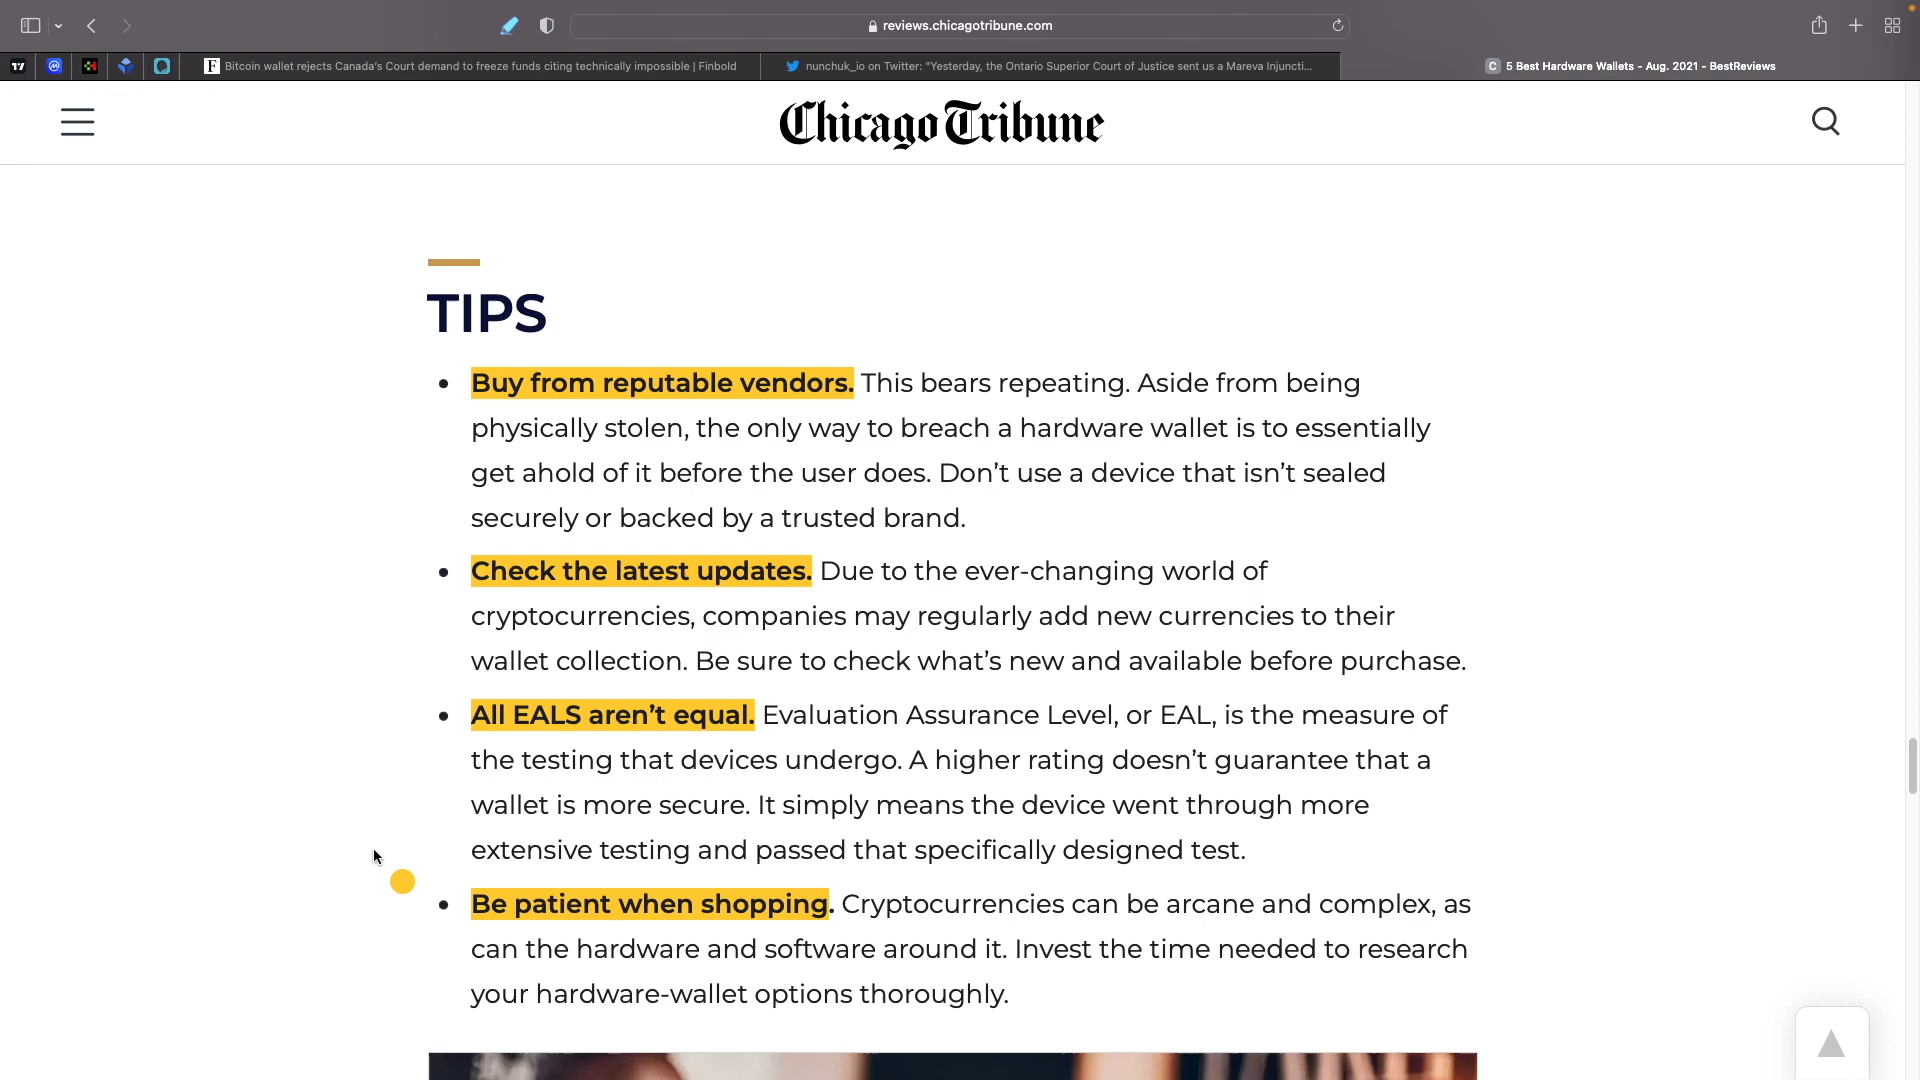 reviews.chicagotribune.com
Bitcoin wallet rejects Canada's Court demand to freeze funds citing technically impossible | Finbold
nunchuk_io on Twitter: "Yesterday, the Ontario Superior Court of Justice sent us a Mareva Injuncti...
C 5 Best Hardware Wallets - Aug. 2021 - BestReviews
Chicago Tribune
TIPS
• Buy from reputable vendors. This bears repeating. Aside from being
physically stolen, the only way to breach a hardware wallet is to essentially
get ahold of it before the user does. Don’t use a device that isn’t sealed
securely or backed by a trusted brand.
• Check the latest updates. Due to the ever-changing world of
cryptocurrencies, companies may regularly add new currencies to their
wallet collection. Be sure to check what’s new and available before purchase.
• All EALS aren’t equal. Evaluation Assurance Level, or EAL, is the measure of
the testing that devices undergo. A higher rating doesn’t guarantee that a
wallet is more secure. It simply means the device went through more
extensive testing and passed that specifically designed test.
• Be patient when shopping. Cryptocurrencies can be arcane and complex, as
can the hardware and software around it. Invest the time needed to research
your hardware-wallet options thoroughly.